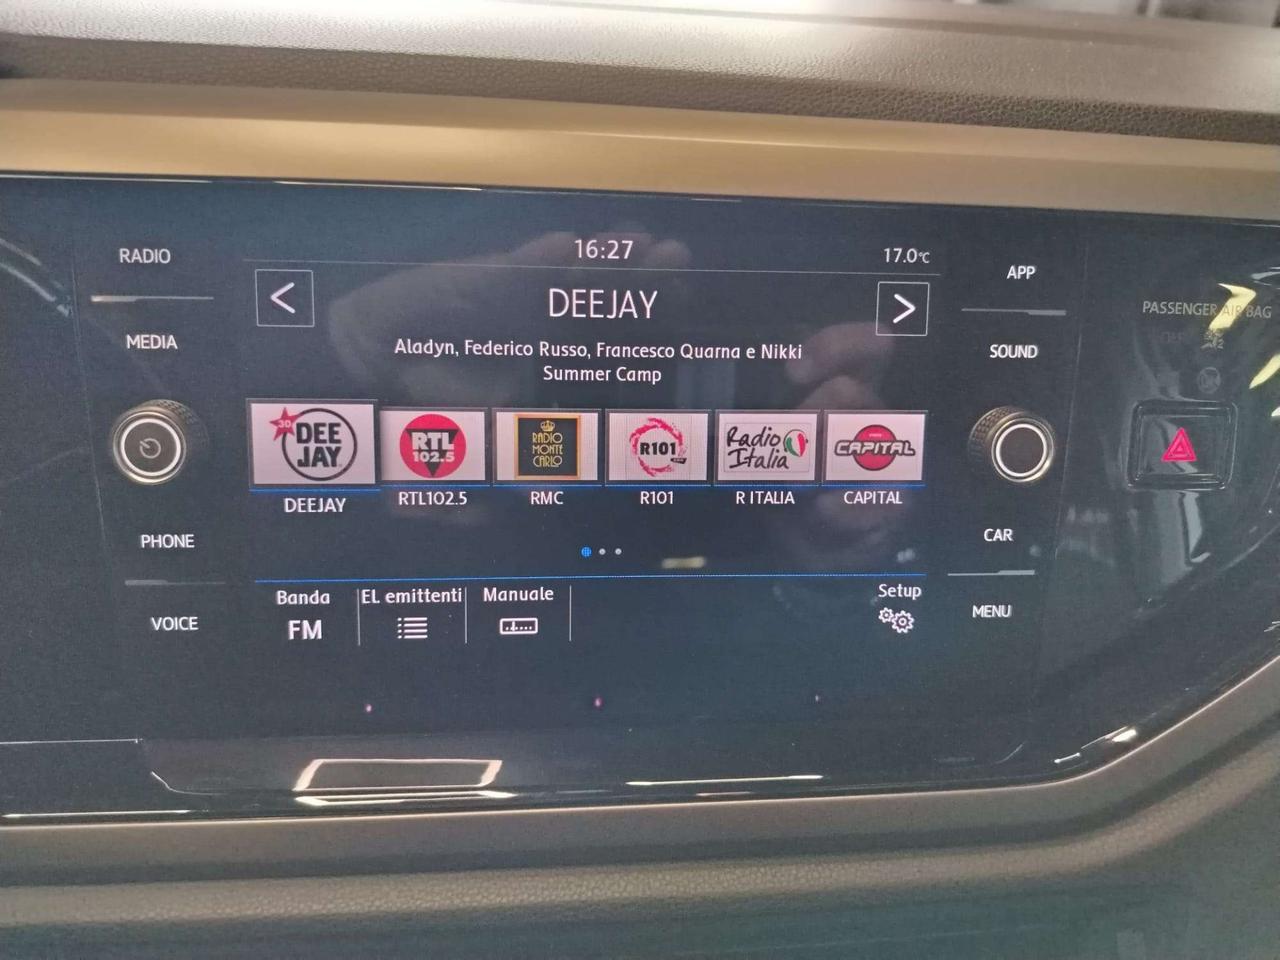 RADIO
MEDIA
PHONE
VOICE
16:27
17.0°C
<
DEEJAY
>
Aladyn, Federico Russo, Francesco Quarna e Nikki
Summer Camp
30 DEE JAY
RTL 102.5
RADIO MONTE CARLO
R101
Radio Italia
CAPITAL
DEEJAY
RTL102.5
RMC
R101
R ITALIA
CAPITAL
Banda
FM
EL emittenti
Manuale
Setup
APP
SOUND
CAR
MENU
PASSENGER AIR BAG